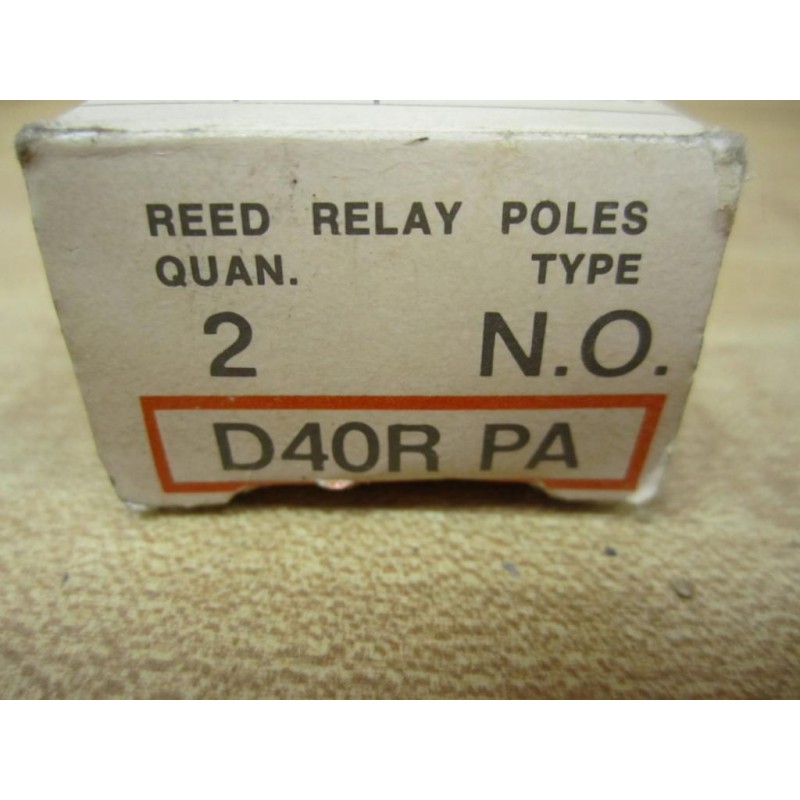 REED RELAY POLES
QUAN. TYPE
2 N.O.
D40R PA